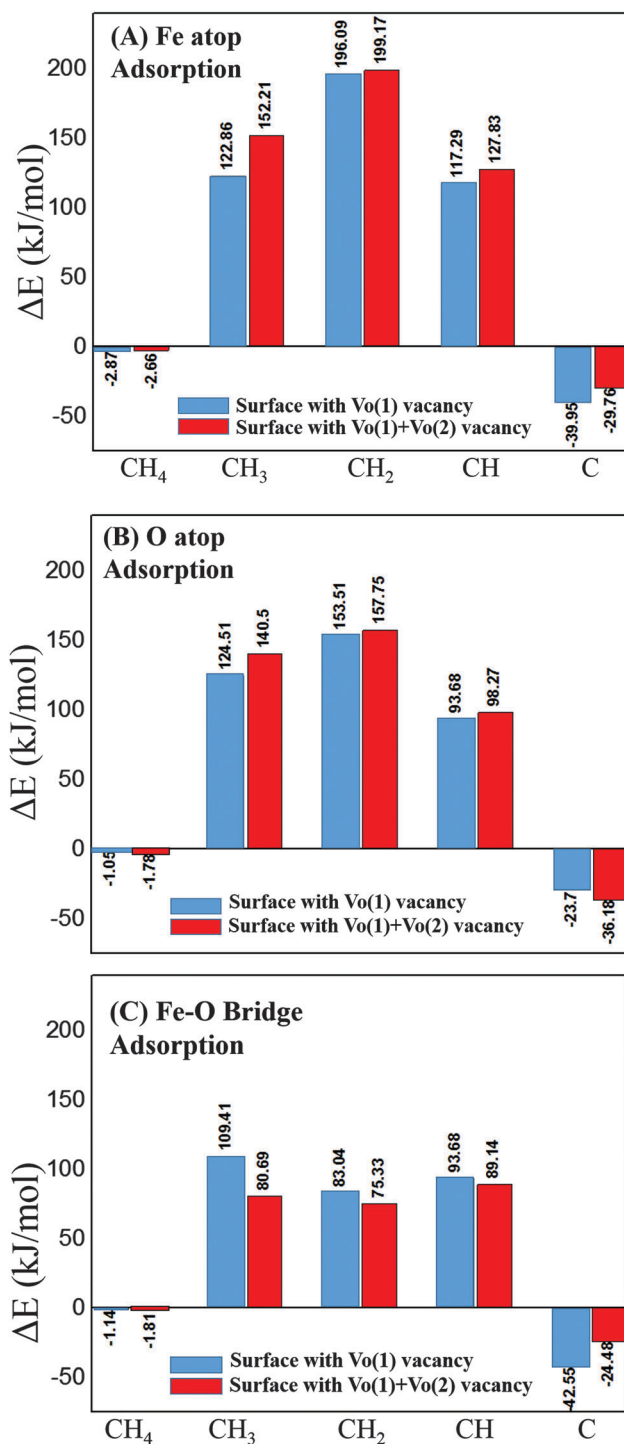 (A) Fe atop
Adsorption
ΔE (kJ/mol)
200
150
100
50
0
-50
-2.87
-2.66
122.86
152.21
196.09
199.17
117.29
127.83
-39.95
-29.76
Surface with Vo(1) vacancy
Surface with Vo(1)+Vo(2) vacancy
CH₄ CH₃ CH₂ CH C
(B) O atop
Adsorption
ΔE (kJ/mol)
200
150
100
50
0
-50
-1.05
-1.78
124.51
140.5
153.51
157.75
93.68
98.27
-23.7
-36.18
Surface with Vo(1) vacancy
Surface with Vo(1)+Vo(2) vacancy
(C) Fe-O Bridge
Adsorption
ΔE (kJ/mol)
200
150
100
50
0
-50
-1.14
-1.81
109.41
80.69
83.04
75.33
93.68
89.14
-42.55
-24.48
Surface with Vo(1) vacancy
Surface with Vo(1)+Vo(2) vacancy
CH₄ CH₃ CH₂ CH C